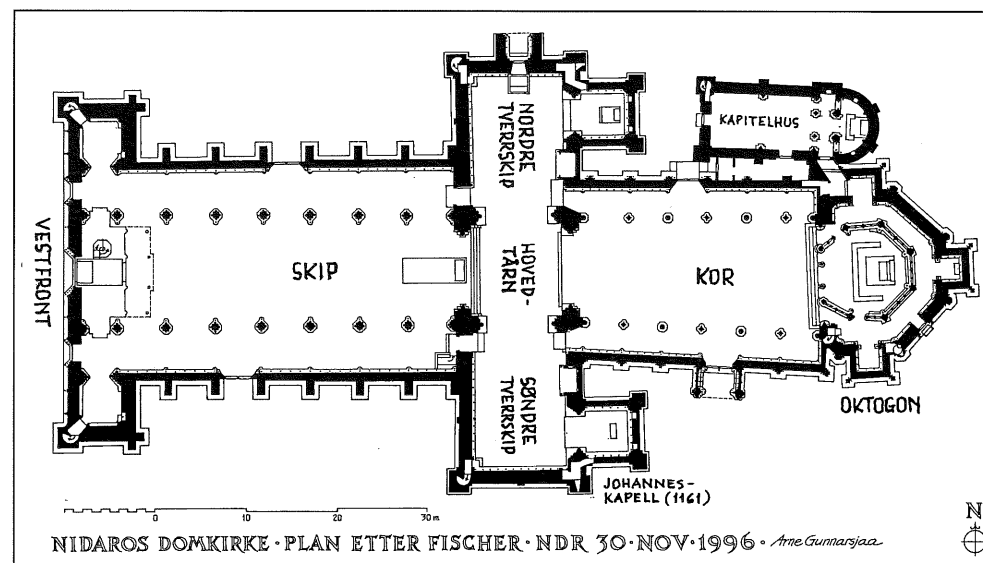 NORDRE
TVERRSKIP
KAPITELHUS
VESTFRONT
SKIP
HOVED-
TÅRN
KOR
SØNDRE
TVERRSKIP
OKTOGON
JOHANNES-
KAPELL (1161)
0 10 20 30 m
N
NIDAROS DOMKIRKE · PLAN ETTER FISCHER · NDR 30 · NOV · 1996 · Arne Gunnarsjaa